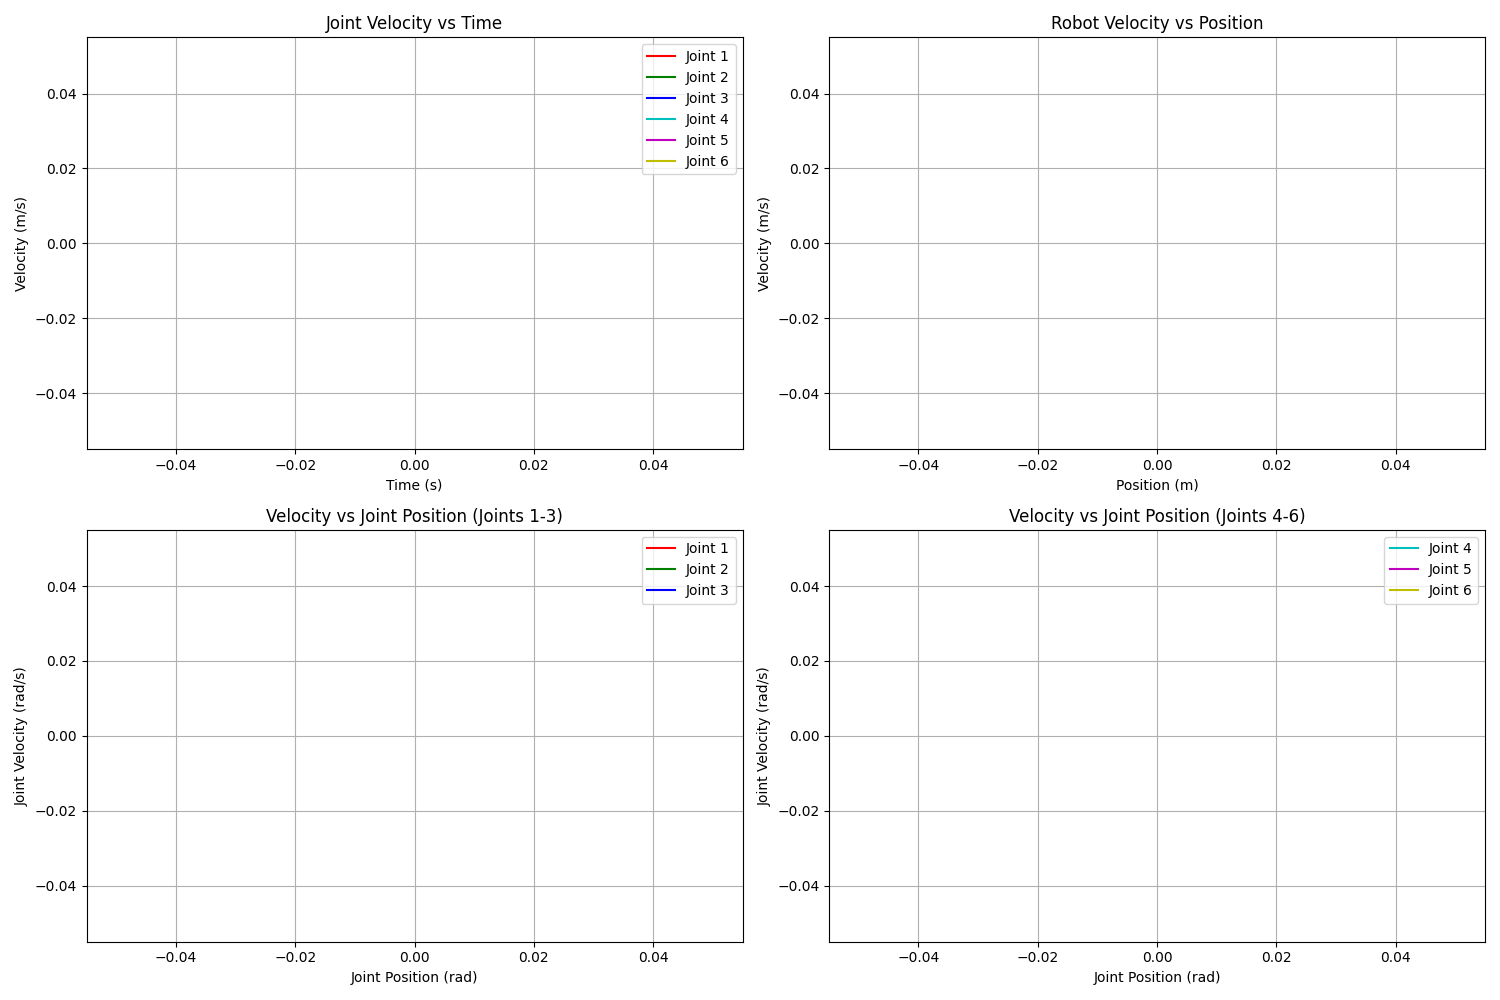 Joint Velocity vs Time
Velocity (m/s)
0.04
0.02
0.00
−0.02
−0.04
Joint 1
Joint 2
Joint 3
Joint 4
Joint 5
Joint 6
−0.04 −0.02 0.00 0.02 0.04
Time (s)
Robot Velocity vs Position
Velocity (m/s)
0.04
0.02
0.00
−0.02
−0.04
−0.04 −0.02 0.00 0.02 0.04
Position (m)
Velocity vs Joint Position (Joints 1-3)
Joint Velocity (rad/s)
0.04
0.02
0.00
−0.02
−0.04
Joint 1
Joint 2
Joint 3
−0.04 −0.02 0.00 0.02 0.04
Joint Position (rad)
Velocity vs Joint Position (Joints 4-6)
Joint Velocity (rad/s)
0.04
0.02
0.00
−0.02
−0.04
Joint 4
Joint 5
Joint 6
−0.04 −0.02 0.00 0.02 0.04
Joint Position (rad)